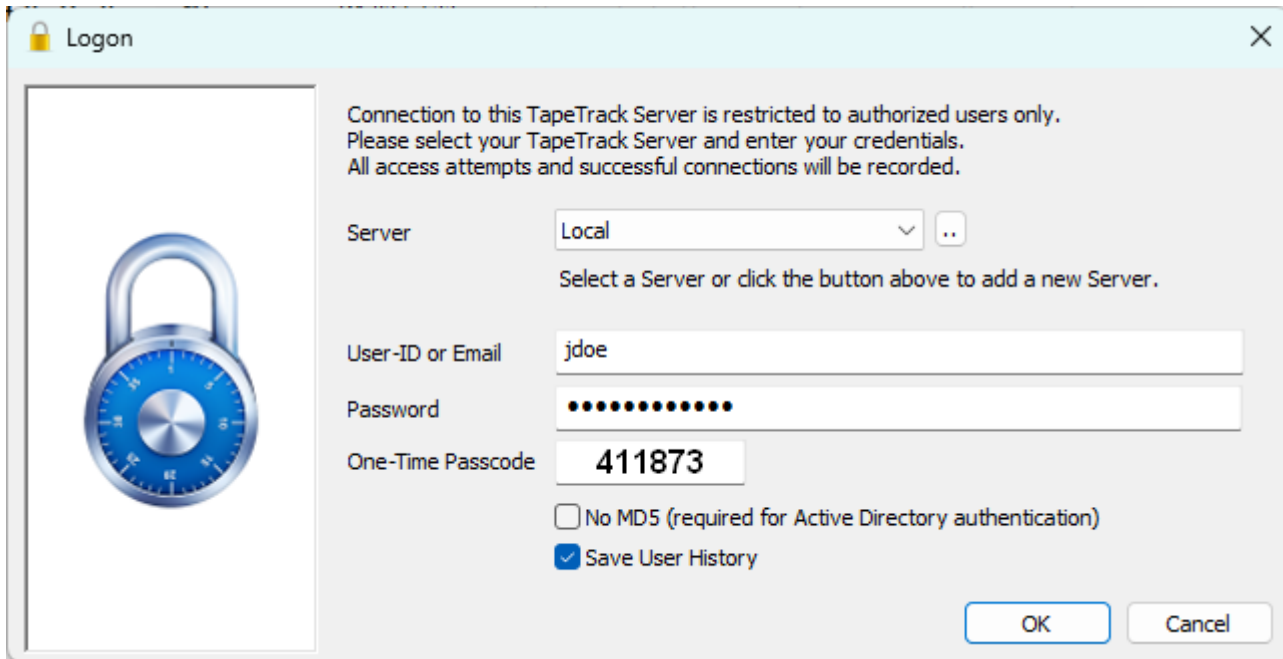 Logon
Connection to this TapeTrack Server is restricted to authorized users only.
Please select your TapeTrack Server and enter your credentials.
All access attempts and successful connections will be recorded.
Server Local ..
Select a Server or click the button above to add a new Server.
User-ID or Email jdoe
Password ••••••••••••
One-Time Passcode 411873
No MD5 (required for Active Directory authentication)
Save User History
OK Cancel